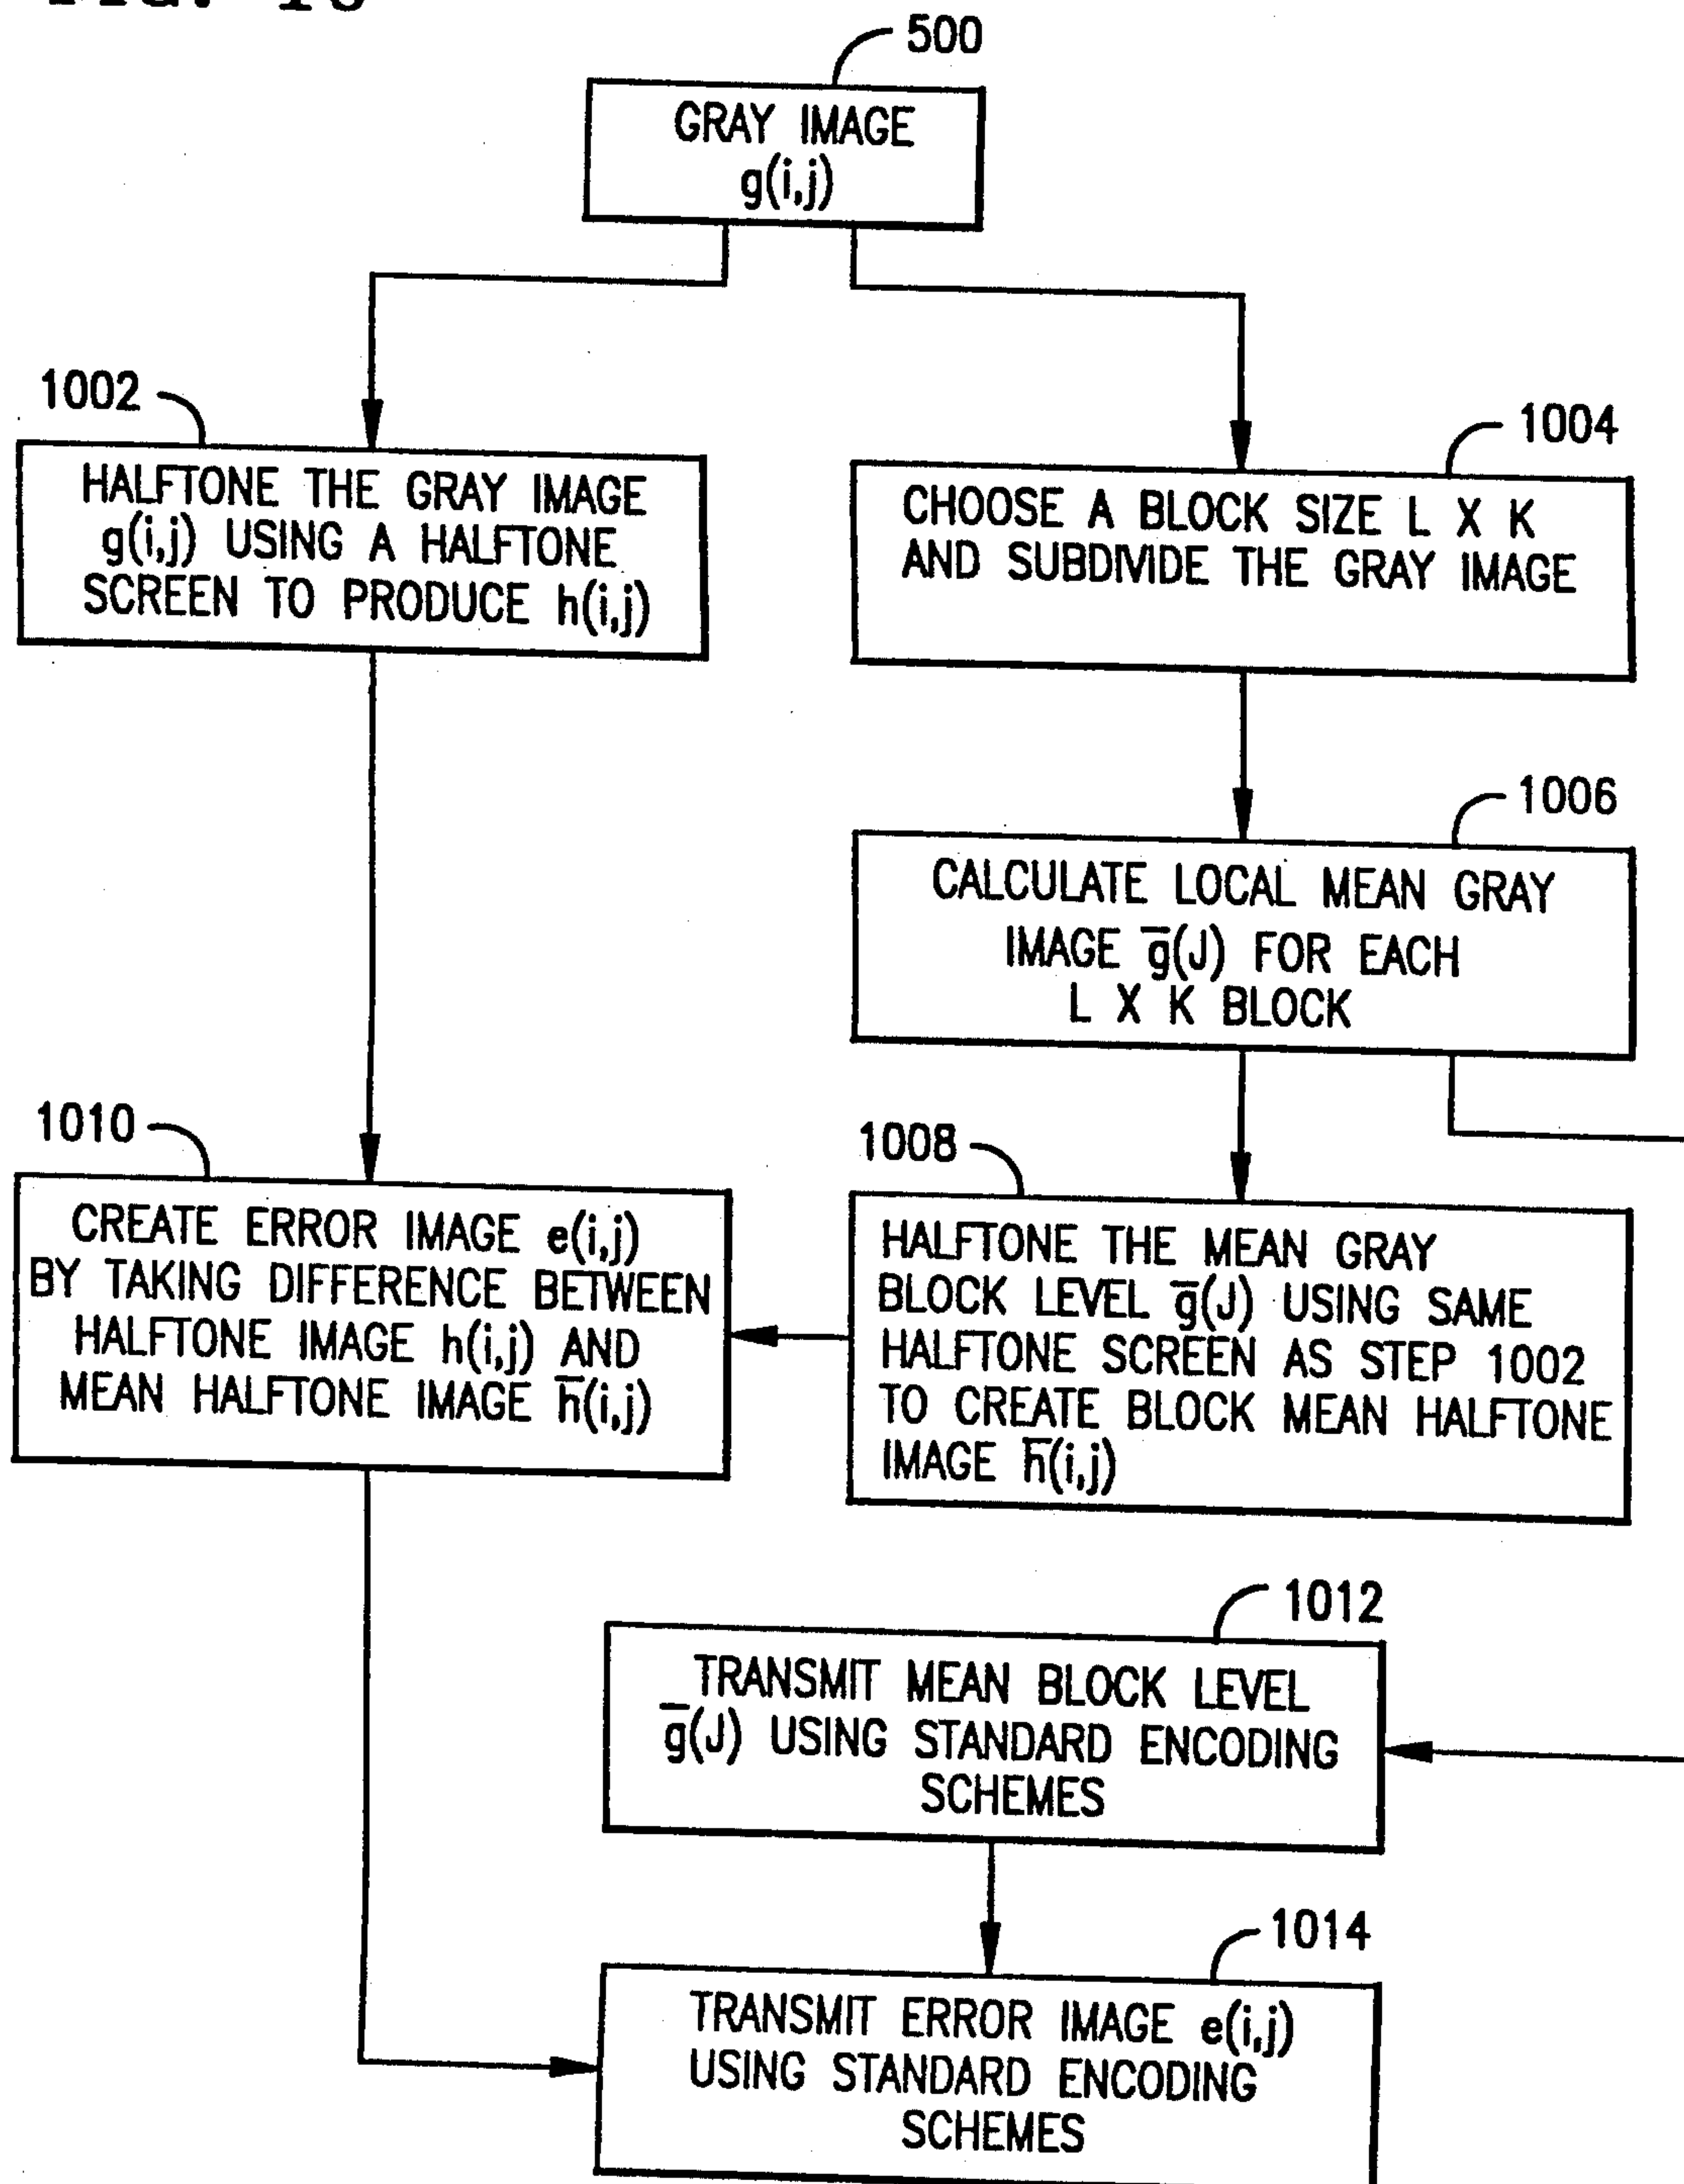 FIG. 10
500
GRAY IMAGE
g(i,j)
1002
HALFTONE THE GRAY IMAGE
g(i,j) USING A HALFTONE
SCREEN TO PRODUCE h(i,j)
1004
CHOOSE A BLOCK SIZE L X K
AND SUBDIVIDE THE GRAY IMAGE
1006
CALCULATE LOCAL MEAN GRAY
IMAGE g̅(J) FOR EACH
L X K BLOCK
1010
CREATE ERROR IMAGE e(i,j)
BY TAKING DIFFERENCE BETWEEN
HALFTONE IMAGE h(i,j) AND
MEAN HALFTONE IMAGE h̅(i,j)
1008
HALFTONE THE MEAN GRAY
BLOCK LEVEL g̅(J) USING SAME
HALFTONE SCREEN AS STEP 1002
TO CREATE BLOCK MEAN HALFTONE
IMAGE h̅(i,j)
1012
TRANSMIT MEAN BLOCK LEVEL
g̅(J) USING STANDARD ENCODING
SCHEMES
1014
TRANSMIT ERROR IMAGE e(i,j)
USING STANDARD ENCODING
SCHEMES